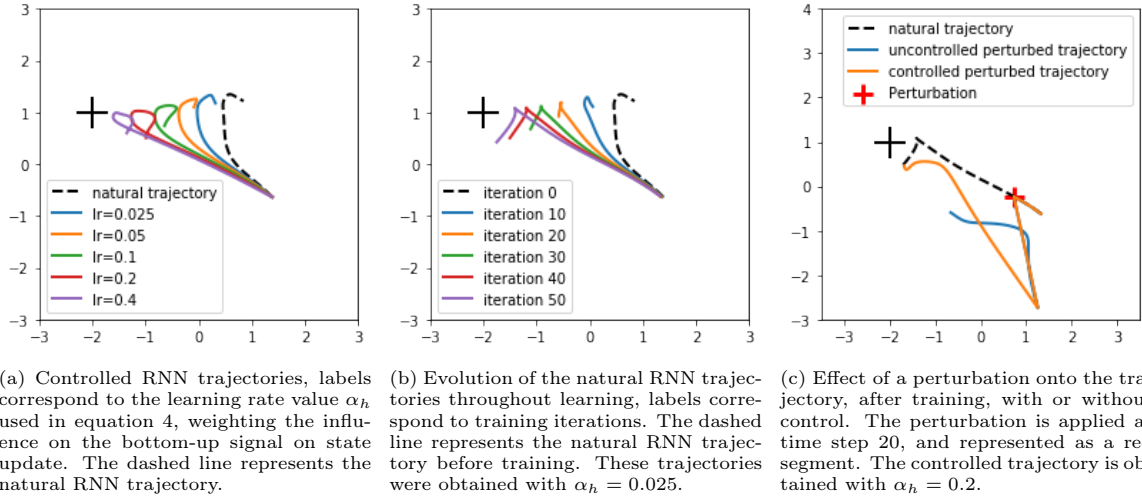 3
2
1
0
−1
−2
−3
−3
−2
−1
0
1
2
3
natural trajectory
lr=0.025
lr=0.05
lr=0.1
lr=0.2
lr=0.4
3
2
1
0
−1
−2
−3
−3
−2
−1
0
1
2
3
iteration 0
iteration 10
iteration 20
iteration 30
iteration 40
iteration 50
4
3
2
1
0
−1
−2
−3
−3
−2
−1
0
1
2
3
natural trajectory
uncontrolled perturbed trajectory
controlled perturbed trajectory
Perturbation
(a) Controlled RNN trajectories, labels
correspond to the learning rate value αₕ
used in equation 4, weighting the influ-
ence on the bottom-up signal on state
update. The dashed line represents the
natural RNN trajectory.
(b) Evolution of the natural RNN trajec-
tories throughout learning, labels corre-
spond to training iterations. The dashed
line represents the natural RNN trajec-
tory before training. These trajectories
were obtained with αₕ = 0.025.
(c) Effect of a perturbation onto the tra
jectory, after training, with or withou
control. The perturbation is applied a
time step 20, and represented as a re
segment. The controlled trajectory is ob
tained with αₕ = 0.2.